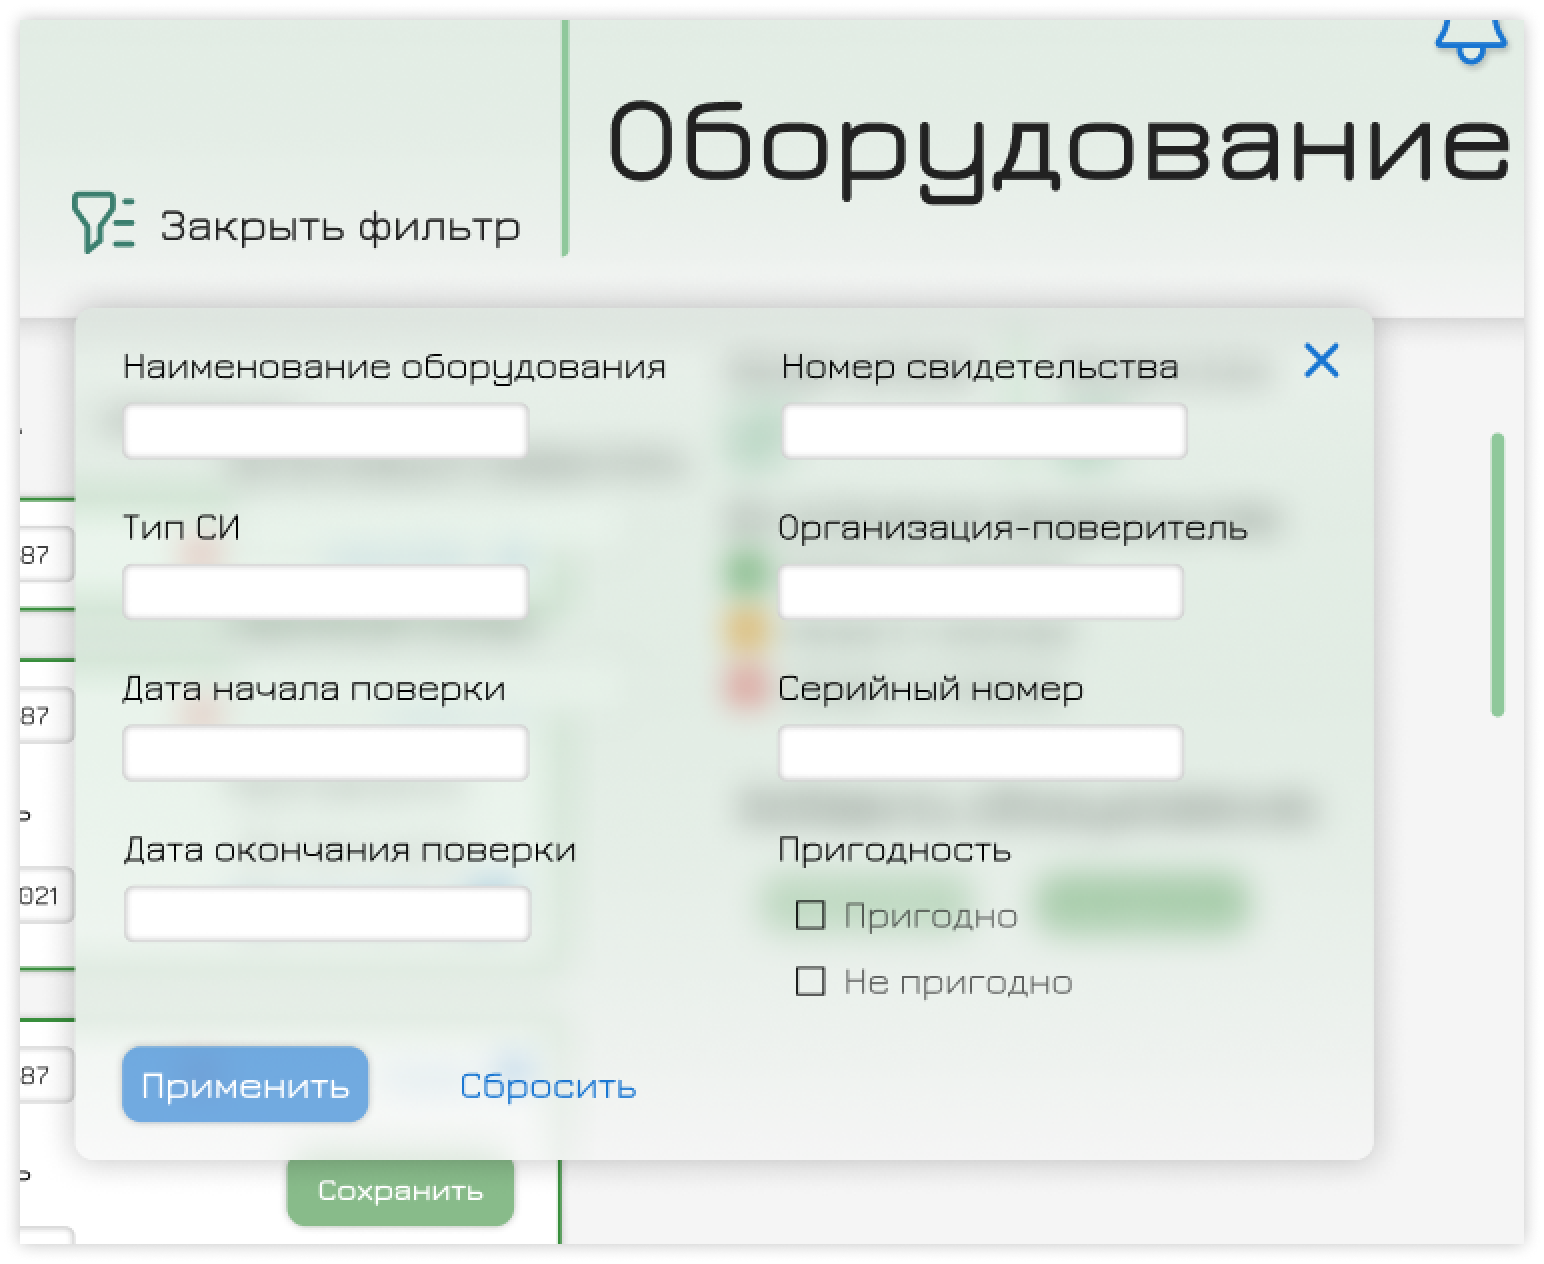 Оборудование
Закрыть фильтр
Наименование оборудования
Номер свидетельства
Тип СИ
Организация-поверитель
87
Дата начала поверки
Серийный номер
87
Дата окончания поверки
Пригодность
Пригодно
021
Не пригодно
87
Применить
Сбросить
Сохранить